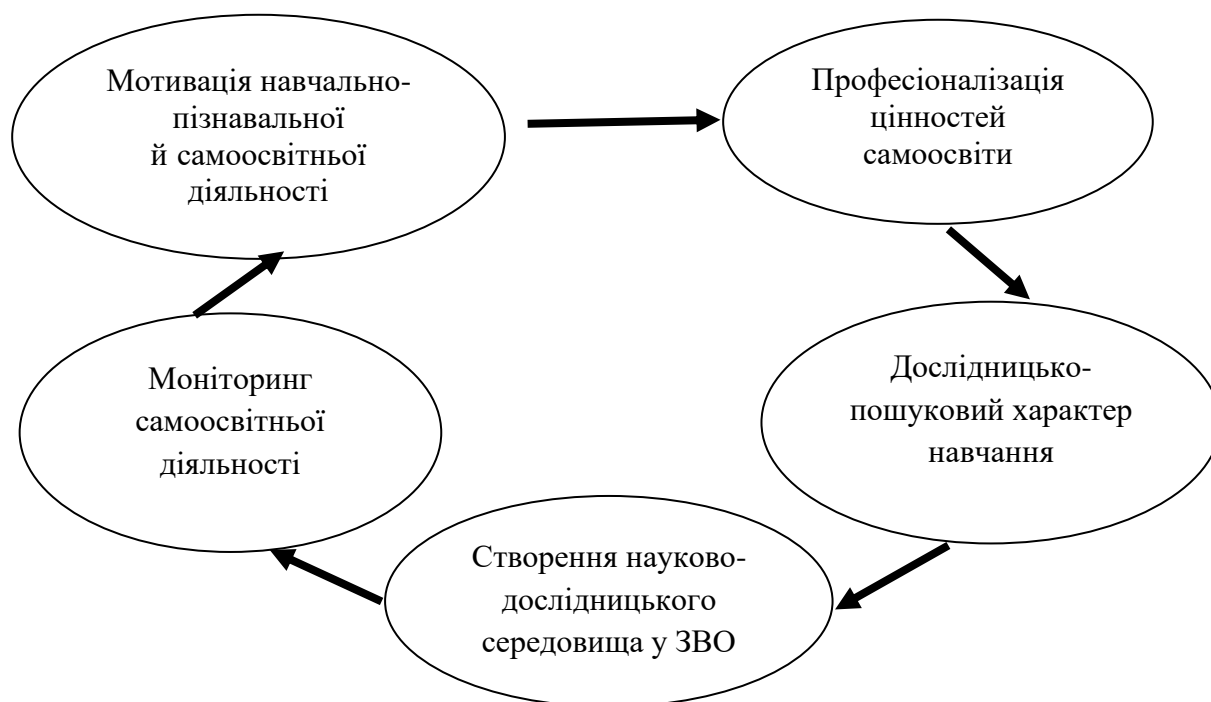 Мотивація навчально-
пізнавальної
й самоосвітньої
діяльності
Професіоналізація
цінностей
самоосвіти
Дослідницько-
пошуковий характер
навчання
Створення науково-
дослідницького
середовища у ЗВО
Моніторинг
самоосвітньої
діяльності